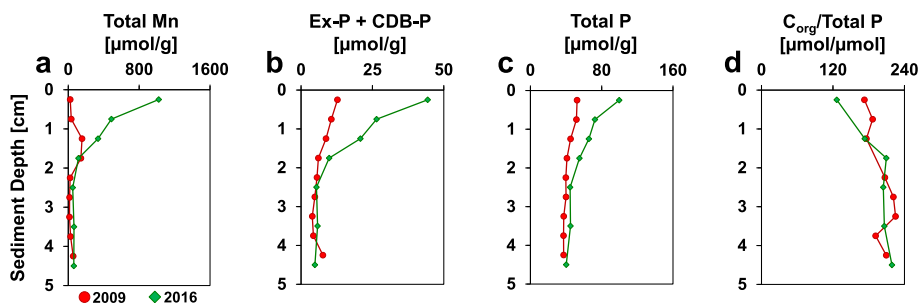 Total Mn
[µmol/g]
a
0 800 1600
Ex-P + CDB-P
[µmol/g]
b
0 25 50
Total P
[µmol/g]
c
0 80 160
Corg/Total P
[µmol/µmol]
d
0 120 240
Sediment Depth [cm]
0
1
2
3
4
5
0
1
2
3
4
5
0
1
2
3
4
5
0
1
2
3
4
5
2009 2016